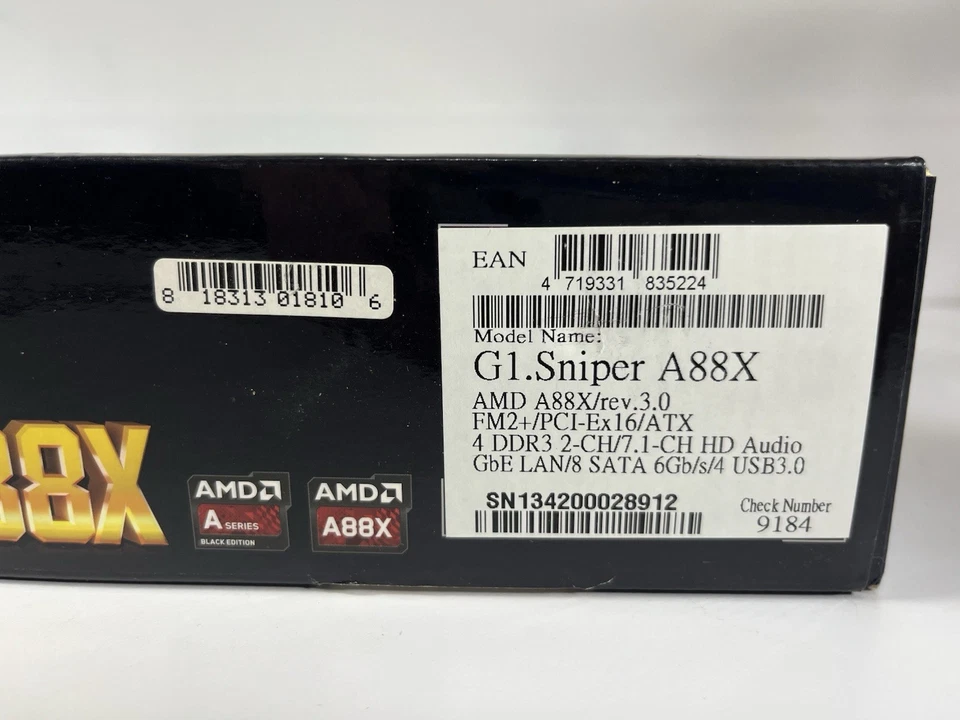 EAN
4 719331 835224
8 18313 01810 6
Model Name:
G1.Sniper A88X
AMD A88X/rev.3.0
FM2+/PCI-Ex16/ATX
4 DDR3 2-CH/7.1-CH HD Audio
GbE LAN/8 SATA 6Gb/s/4 USB3.0
SN134200028912
Check Number
9184
88X
AMD
A SERIES
BLACK EDITION
AMD
A88X